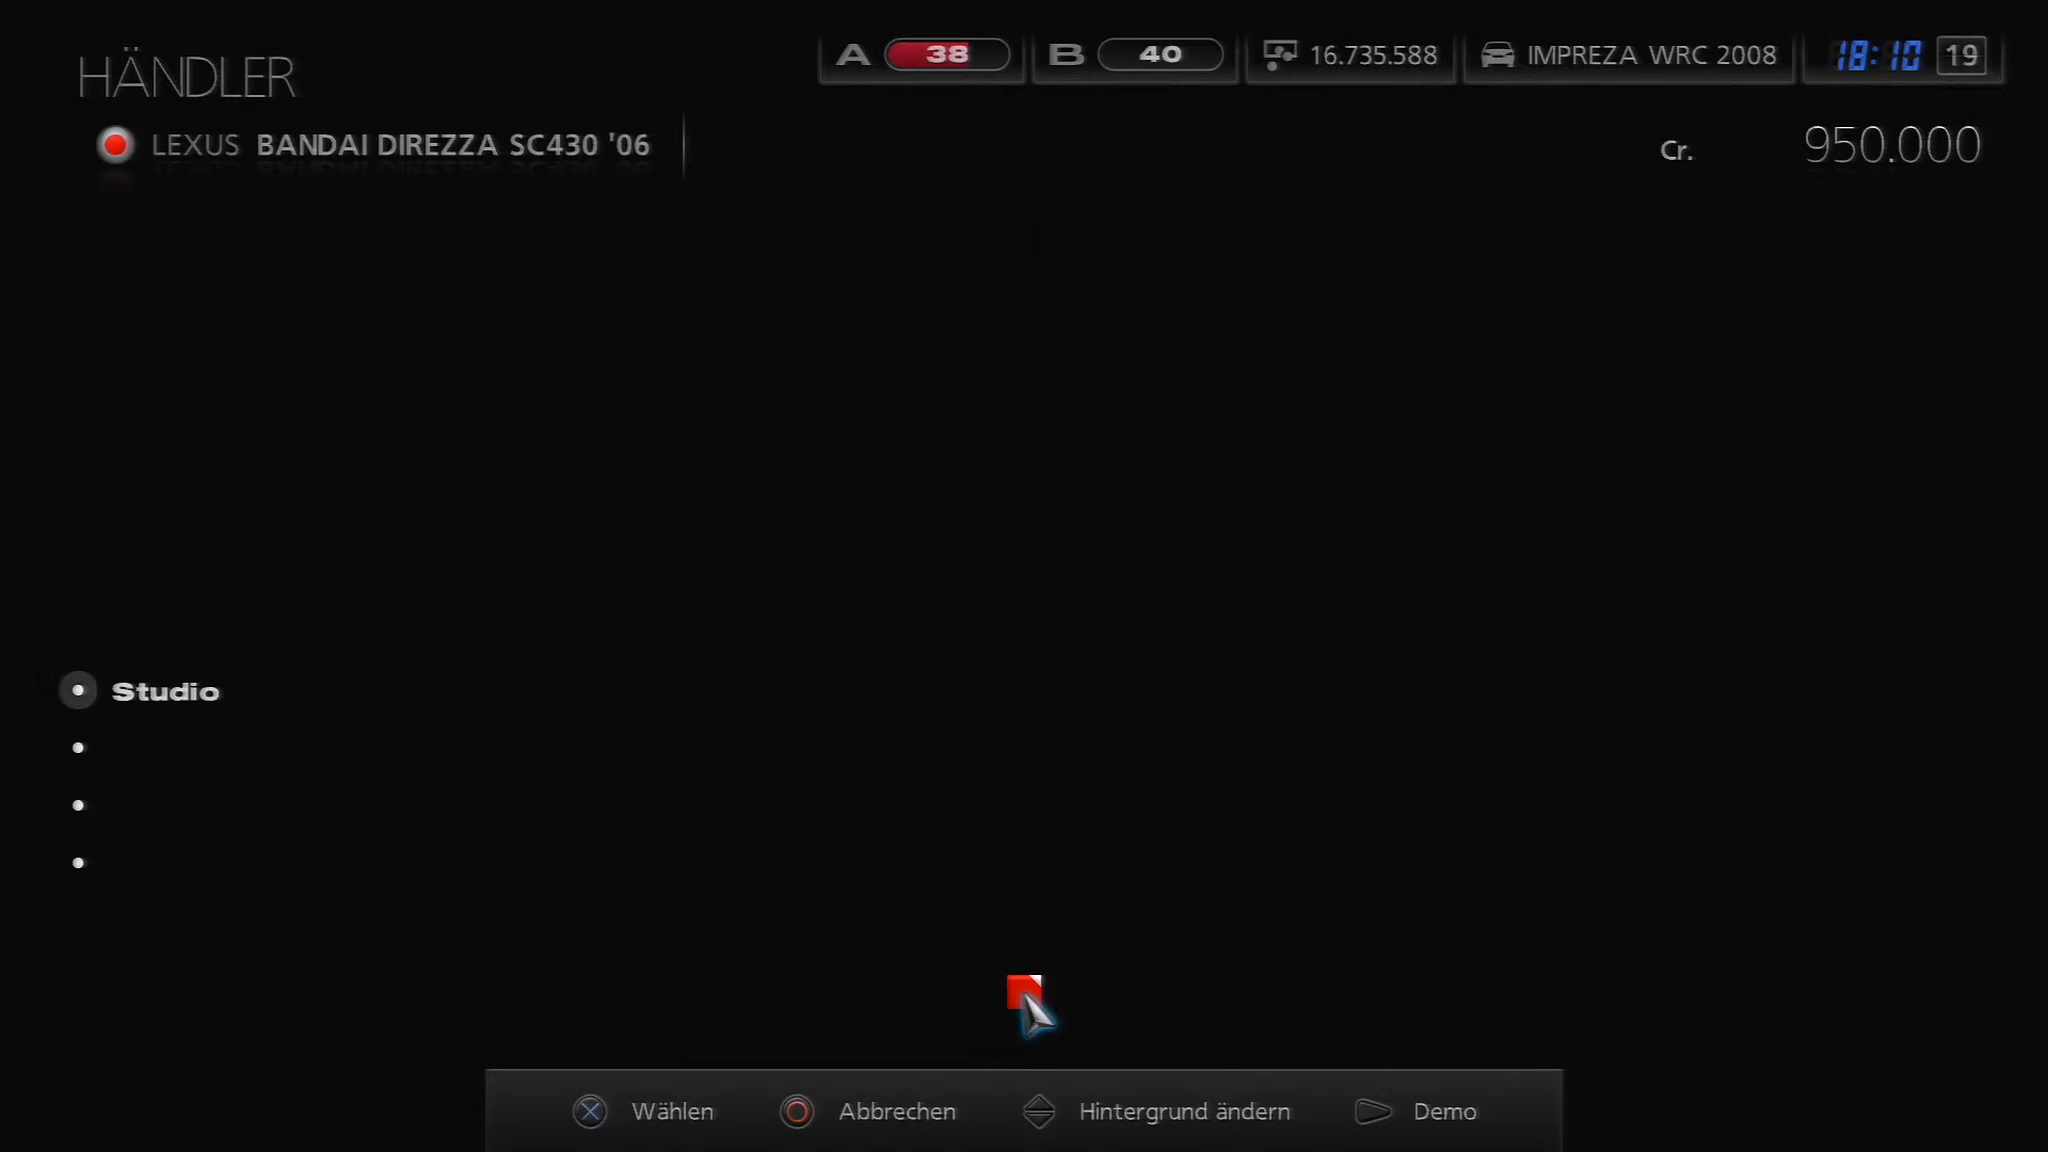 HÄNDLER
A 38 B 40 16.735.588 IMPREZA WRC 2008 18:10 19
LEXUS BANDAI DIREZZA SC430 '06 Cr. 950.000
Studio
Wählen Abbrechen Hintergrund ändern Demo